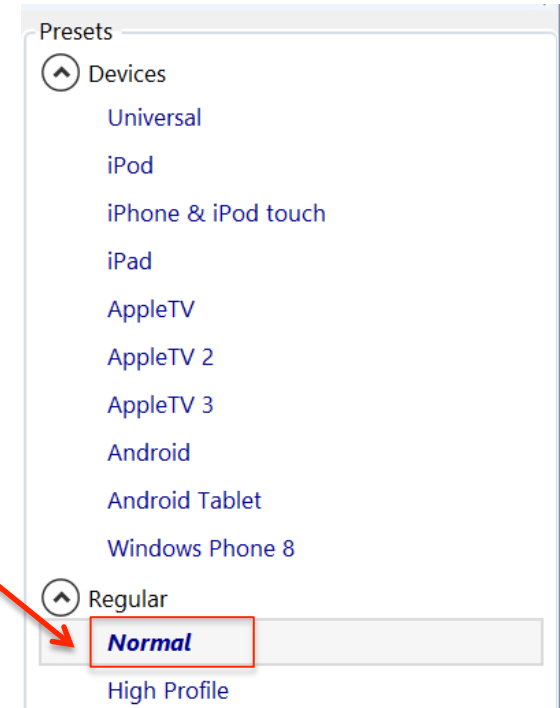 Presets
Devices
Universal
iPod
iPhone & iPod touch
iPad
AppleTV
AppleTV 2
AppleTV 3
Android
Android Tablet
Windows Phone 8
Regular
Normal
High Profile